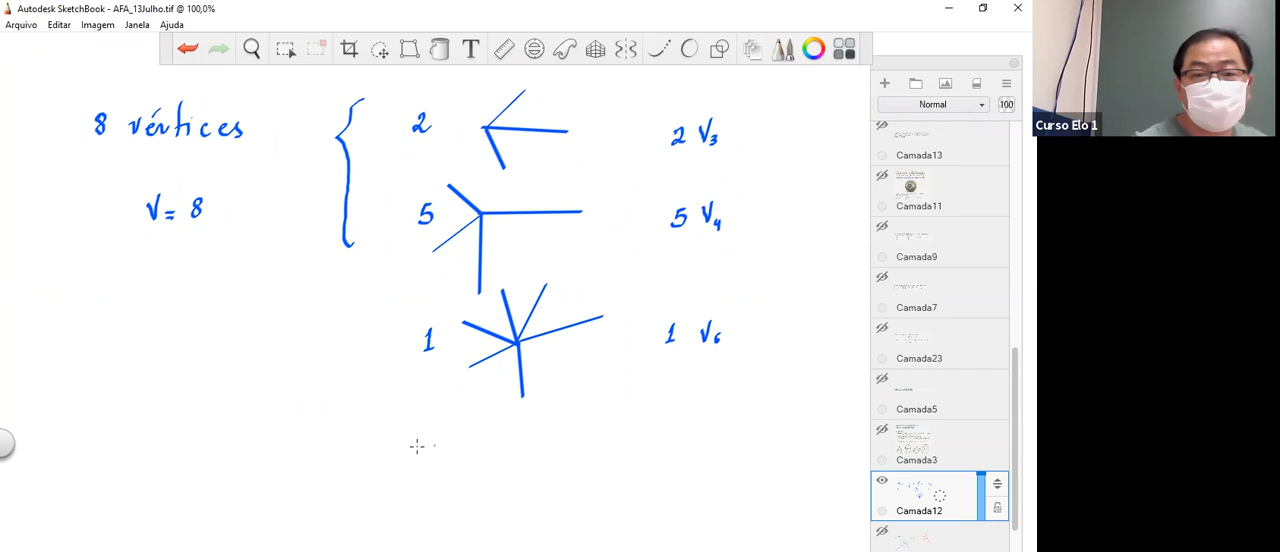 Autodesk SketchBook - AFA_13Julho.tif @ 100,0%
Arquivo Editar Imagem Janela Ajuda
T
Normal
100
Curso Elo 1
8 vértices
2
2 V₃
V = 8
5
5 V₄
1
1 V₆
Camada13
Camada11
Camada9
Camada7
Camada23
Camada5
Camada3
Camada12